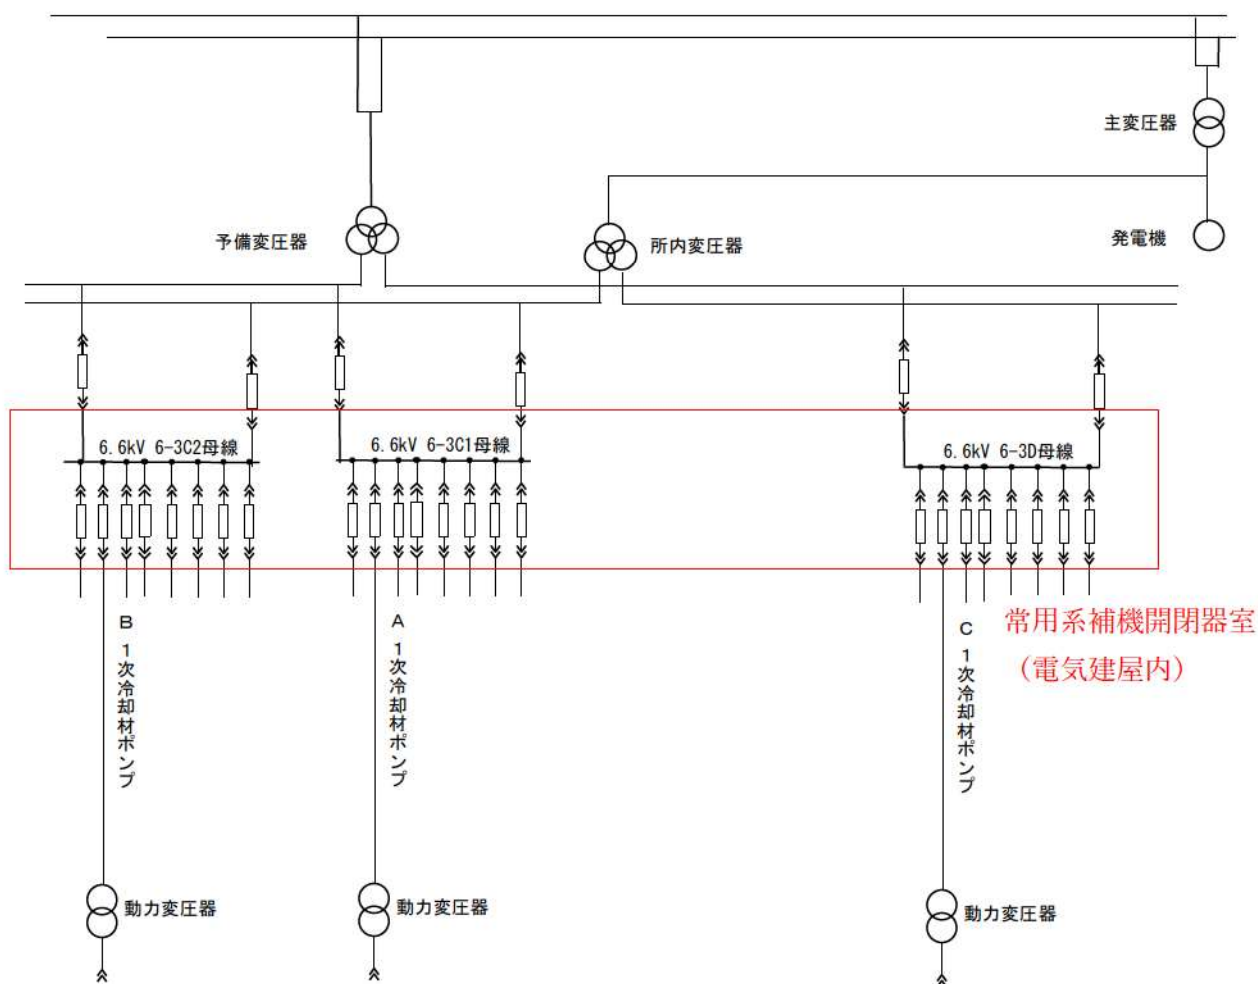 主変圧器
予備変圧器
所内変圧器
発電機
6.6kV 6-3C2母線
6.6kV 6-3C1母線
6.6kV 6-3D母線
B 1次冷却材ポンプ
A 1次冷却材ポンプ
C 1次冷却材ポンプ
常用系補機開閉器室
（電気建屋内）
動力変圧器
動力変圧器
動力変圧器